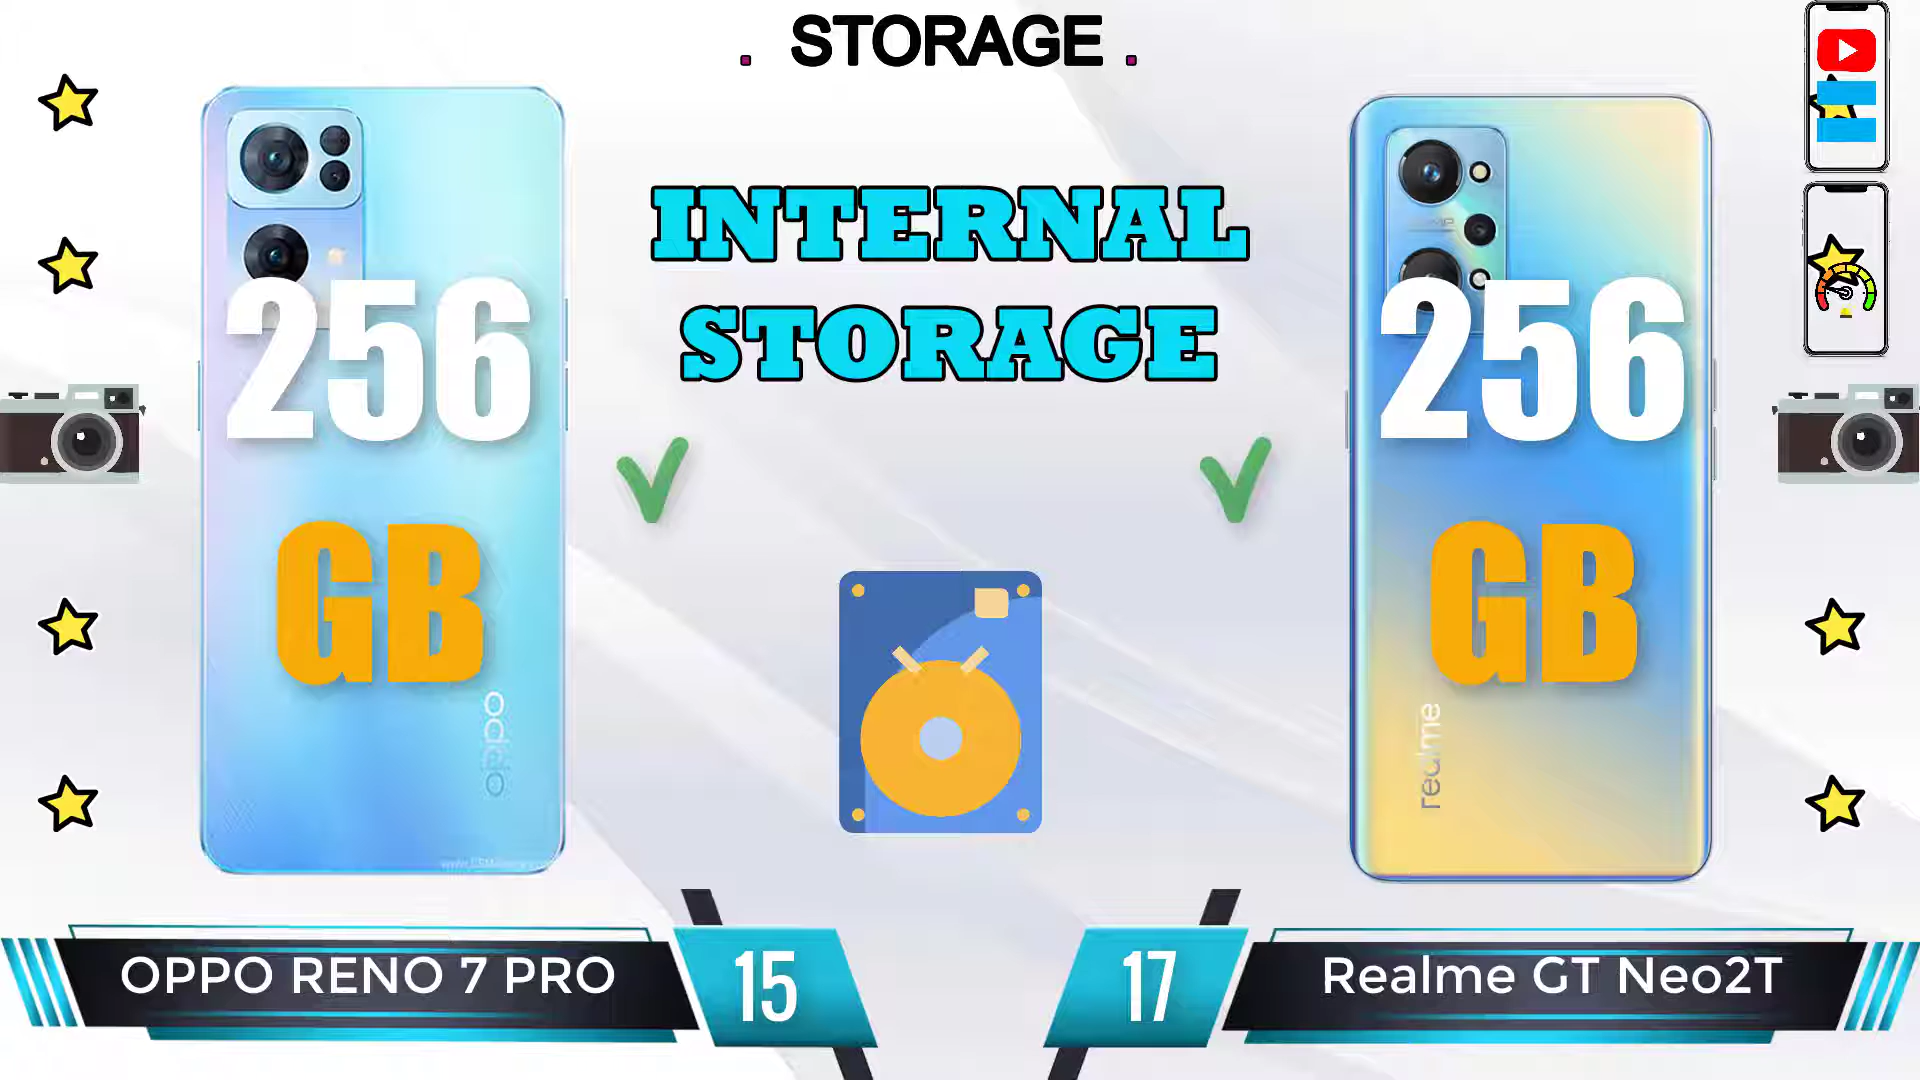 . STORAGE .
INTERNAL
STORAGE
256
GB
oppo
256
GB
realme
OPPO RENO 7 PRO
15
17
Realme GT Neo2T